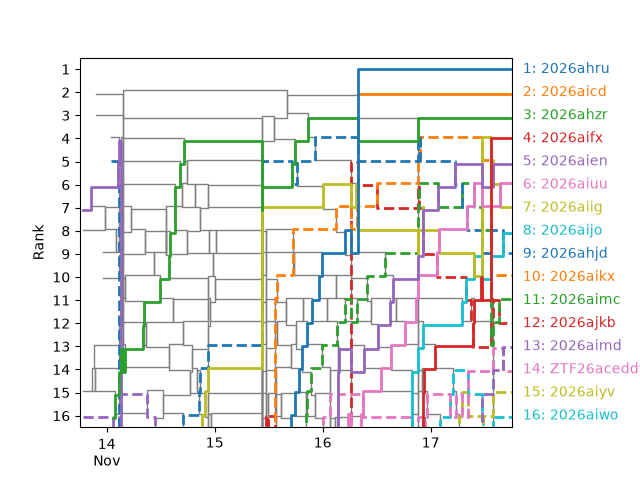 1
2
3
4
5
6
7
8
9
10
11
12
13
14
15
16
Rank
14
15
16
17
Nov
1: 2026ahru
2: 2026aicd
3: 2026ahzr
4: 2026aifx
5: 2026aien
6: 2026aiuu
7: 2026aiig
8: 2026aijo
9: 2026ahjd
10: 2026aikx
11: 2026aimc
12: 2026ajkb
13: 2026aimd
14: ZTF26acedd
15: 2026aiyv
16: 2026aiwo